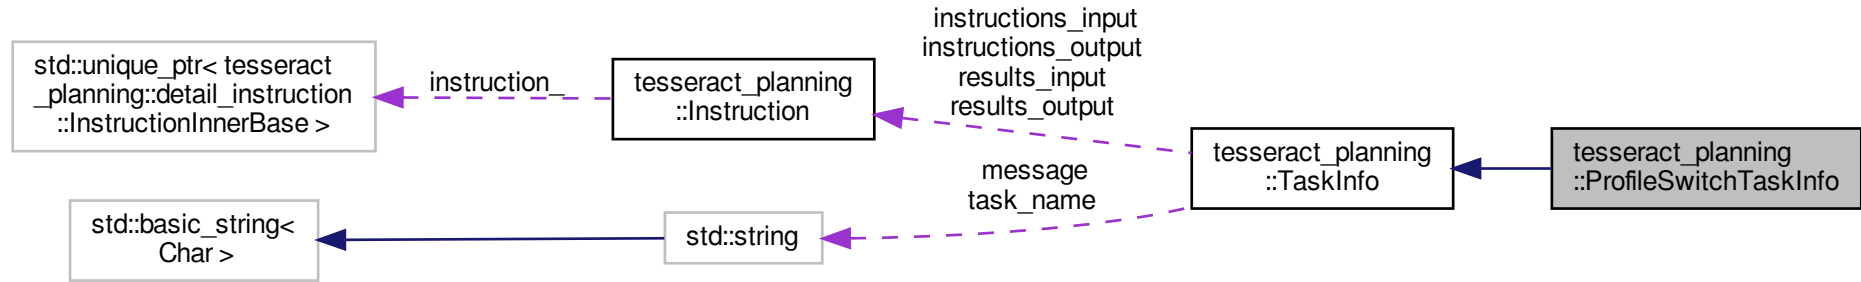 std::unique_ptr< tesseract
_planning::detail_instruction
::InstructionInnerBase >
instruction_
tesseract_planning
::Instruction
instructions_input
instructions_output
results_input
results_output
std::basic_string<
Char >
std::string
message
task_name
tesseract_planning
::TaskInfo
tesseract_planning
::ProfileSwitchTaskInfo